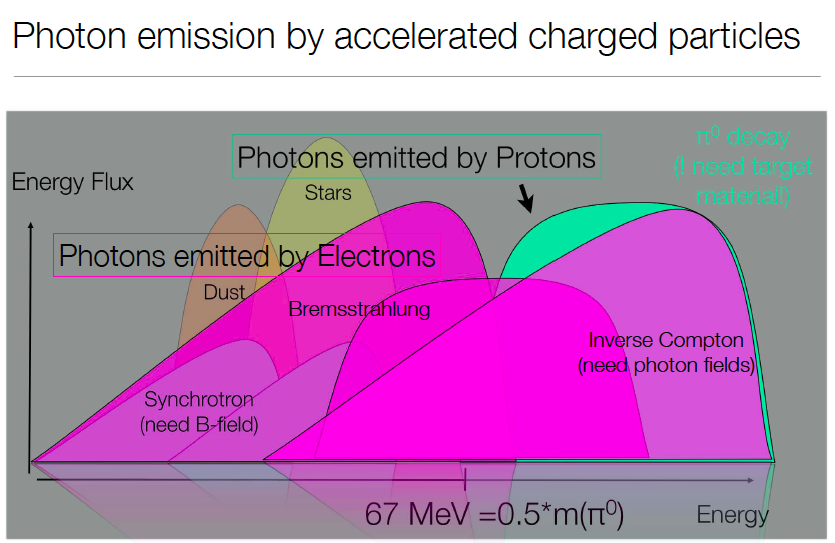 Photon emission by accelerated charged particles
π⁰ decay
(I need target
material!)
Photons emitted by Protons
Energy Flux
Stars
Photons emitted by Electrons
Dust
Bremsstrahlung
Inverse Compton
(need photon fields)
Synchrotron
(need B-field)
67 MeV =0.5*m(π⁰)
Energy